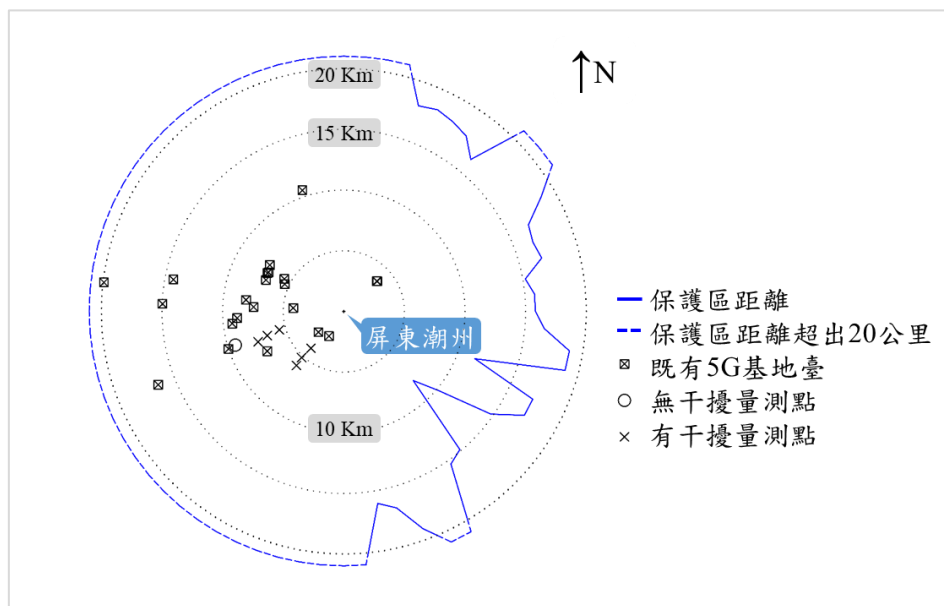 20 Km
N
15 Km
屏東潮州
10 Km
保護區距離
保護區距離超出20公里
既有5G基地臺
無干擾量測點
有干擾量測點